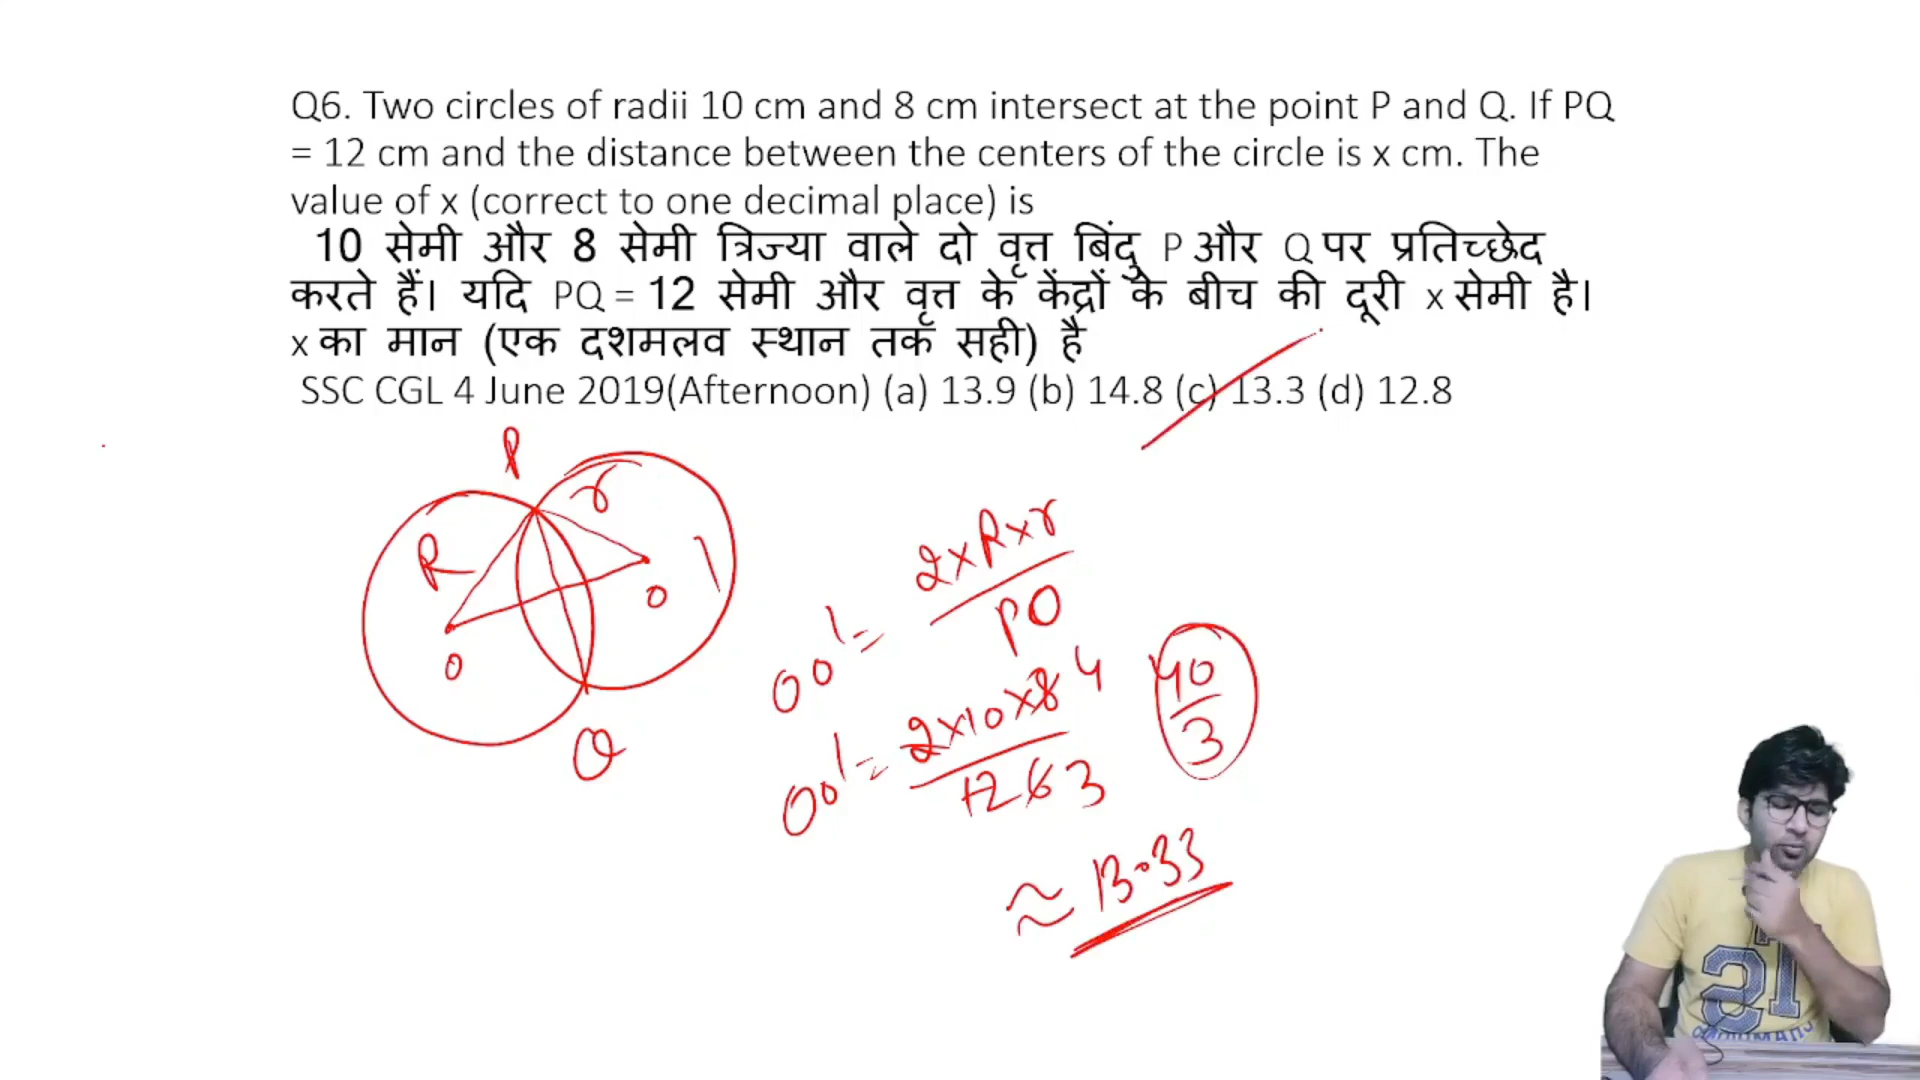 Q6. Two circles of radii 10 cm and 8 cm intersect at the point P and Q. If PQ
= 12 cm and the distance between the centers of the circle is x cm. The
value of x (correct to one decimal place) is
10 सेमी और 8 सेमी त्रिज्या वाले दो वृत्त बिंदु P और Q पर प्रतिच्छेद
करते हैं। यदि PQ = 12 सेमी और वृत्त के केंद्रों के बीच की दूरी x सेमी है।
x का मान (एक दशमलव स्थान तक सही) है
SSC CGL 4 June 2019(Afternoon) (a) 13.9 (b) 14.8 (c) 13.3 (d) 12.8
P
r
R
O
O
Q
OO' = 2×R×r / PQ
OO' = 2×10×8 4 / 12 6 3
40/3
≈ 13.33
21